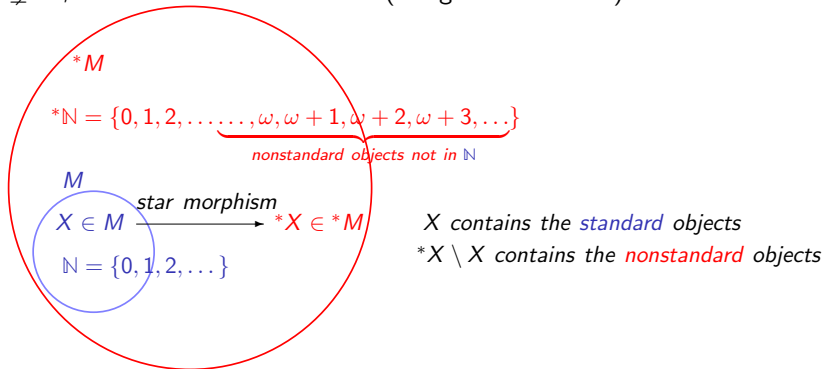 *M
*ℕ = {0, 1, 2, . . . . . . , ω, ω + 1, ω + 2, ω + 3, . . .}
nonstandard objects not in ℕ
M
star morphism
X ∈ M *X ∈ *M X contains the standard objects
ℕ = {0, 1, 2, . . . } *X \ X contains the nonstandard objects